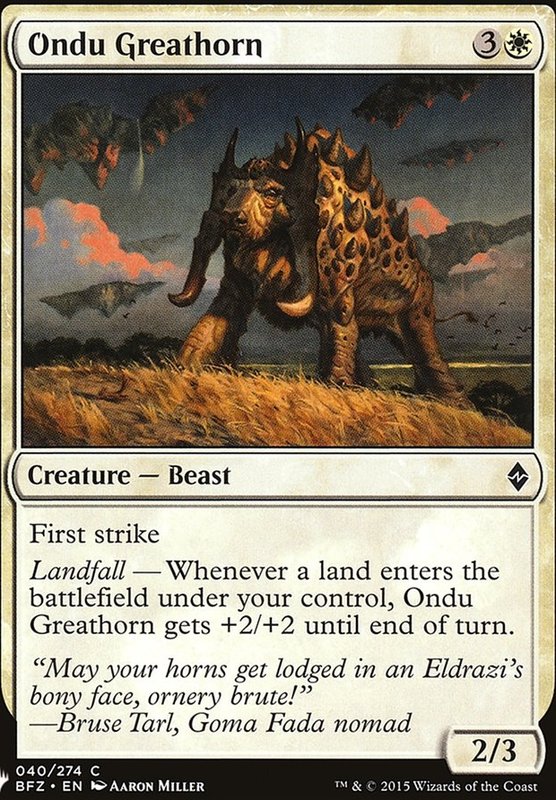 Ondu Greathorn 3
Creature — Beast
First strike
Landfall — Whenever a land enters the
battlefield under your control, Ondu
Greathorn gets +2/+2 until end of turn.
“May your horns get lodged in an Eldrazi’s
bony face, ornery brute!”
—Bruse Tarl, Goma Fada nomad
2/3
040/274 C
BFZ • EN Aaron Miller
™ & © 2015 Wizards of the Coast